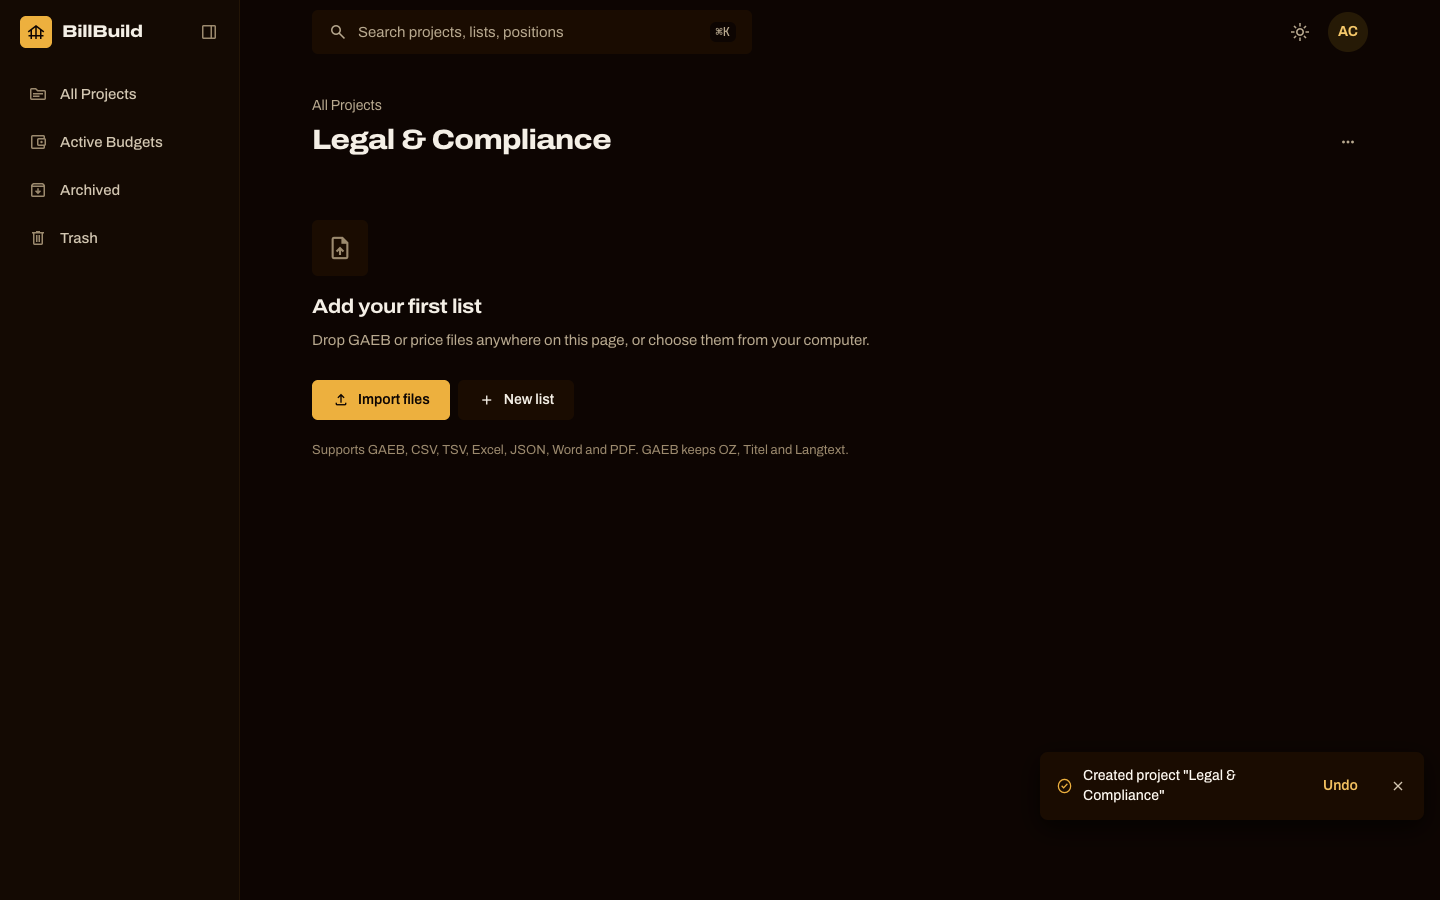 BillBuild
Search projects, lists, positions
⌘K
AC
All Projects
Active Budgets
Archived
Trash
All Projects
Legal & Compliance
Add your first list
Drop GAEB or price files anywhere on this page, or choose them from your computer.
Import files
New list
Supports GAEB, CSV, TSV, Excel, JSON, Word and PDF. GAEB keeps OZ, Titel and Langtext.
Created project "Legal &
Compliance"
Undo